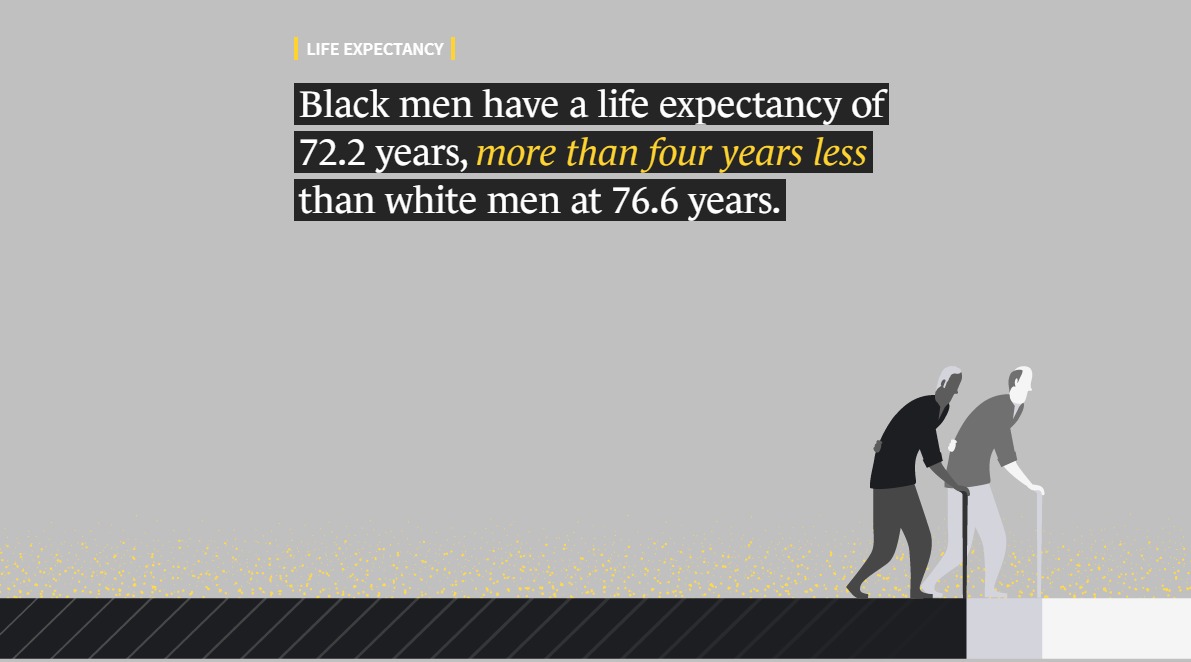 LIFE EXPECTANCY
Black men have a life expectancy of
72.2 years, more than four years less
than white men at 76.6 years.